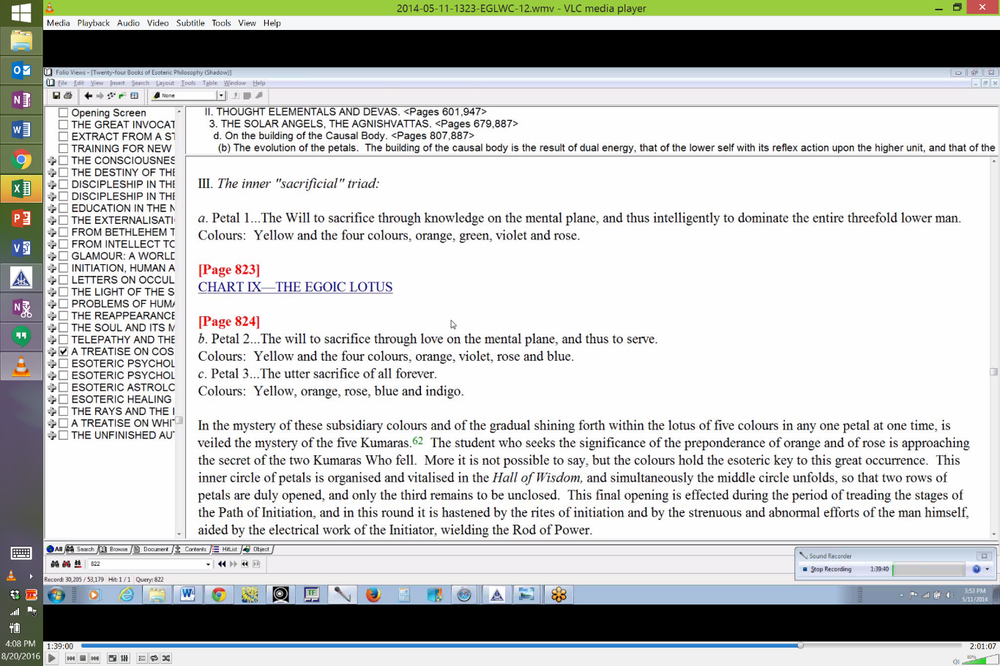 2014-05-11-1323-EGLWC-12.wmv - VLC media player
Media Playback Audio Video Subtitle Tools View Help
Folio Views - [Twenty-four Books of Esoteric Philosophy (Shadow)]
File Edit View Insert Search Layout Tools Table Window Help
None
Opening Screen
THE GREAT INVOCAT
EXTRACT FROM A ST
TRAINING FOR NEW
THE CONSCIOUSNES
THE DESTINY OF THE
DISCIPLESHIP IN THE
DISCIPLESHIP IN THE
EDUCATION IN THE N
THE EXTERNALISATI
FROM BETHLEHEM T
FROM INTELLECT TO
GLAMOUR: A WORLD
INITIATION, HUMAN A
LETTERS ON OCCUL
THE LIGHT OF THE S
PROBLEMS OF HUMA
THE REAPPEARANCE
THE SOUL AND ITS M
TELEPATHY AND THE
A TREATISE ON COS
ESOTERIC PSYCHOL
ESOTERIC PSYCHOL
ESOTERIC ASTROLO
ESOTERIC HEALING
THE RAYS AND THE I
A TREATISE ON WHIT
THE UNFINISHED AU
II. THOUGHT ELEMENTALS AND DEVAS. <Pages 601,947>
3. THE SOLAR ANGELS, THE AGNISHVATTAS. <Pages 679,887>
d. On the building of the Causal Body. <Pages 807,887>
(b) The evolution of the petals. The building of the causal body is the result of dual energy, that of the lower self with its reflex action upon the higher unit, and that of the
III. The inner "sacrificial" triad:
a. Petal 1...The Will to sacrifice through knowledge on the mental plane, and thus intelligently to dominate the entire threefold lower man.
Colours: Yellow and the four colours, orange, green, violet and rose.
[Page 823]
CHART IX—THE EGOIC LOTUS
[Page 824]
b. Petal 2...The will to sacrifice through love on the mental plane, and thus to serve.
Colours: Yellow and the four colours, orange, violet, rose and blue.
c. Petal 3...The utter sacrifice of all forever.
Colours: Yellow, orange, rose, blue and indigo.
In the mystery of these subsidiary colours and of the gradual shining forth within the lotus of five colours in any one petal at one time, is
veiled the mystery of the five Kumaras.62 The student who seeks the significance of the preponderance of orange and of rose is approaching
the secret of the two Kumaras Who fell. More it is not possible to say, but the colours hold the esoteric key to this great occurrence. This
inner circle of petals is organised and vitalised in the Hall of Wisdom, and simultaneously the middle circle unfolds, so that two rows of
petals are duly opened, and only the third remains to be unclosed. This final opening is effected during the period of treading the stages of
the Path of Initiation, and in this round it is hastened by the rites of initiation and by the strenuous and abnormal efforts of the man himself,
aided by the electrical work of the Initiator, wielding the Rod of Power.
All Search Browse Document Contents HitList Object
822
Record: 30,205 / 53,179 Hit: 1 / 1 Query: 822
Sound Recorder
Stop Recording 1:39:40
3:53 PM
5/11/2014
4:08 PM
8/20/2016
1:39:00
2:01:07
80%